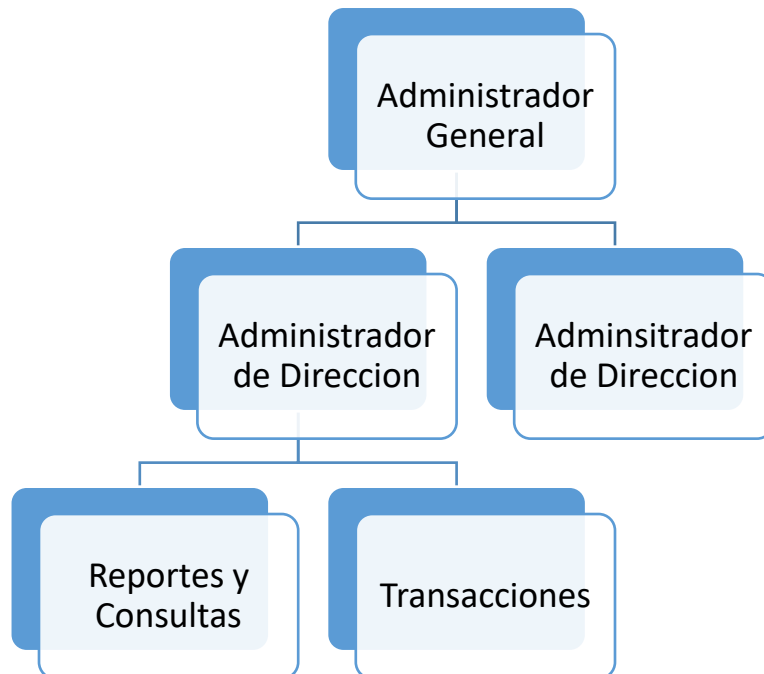 Administrador
General
Administrador
de Direccion
Adminsitrador
de Direccion
Reportes y
Consultas
Transacciones